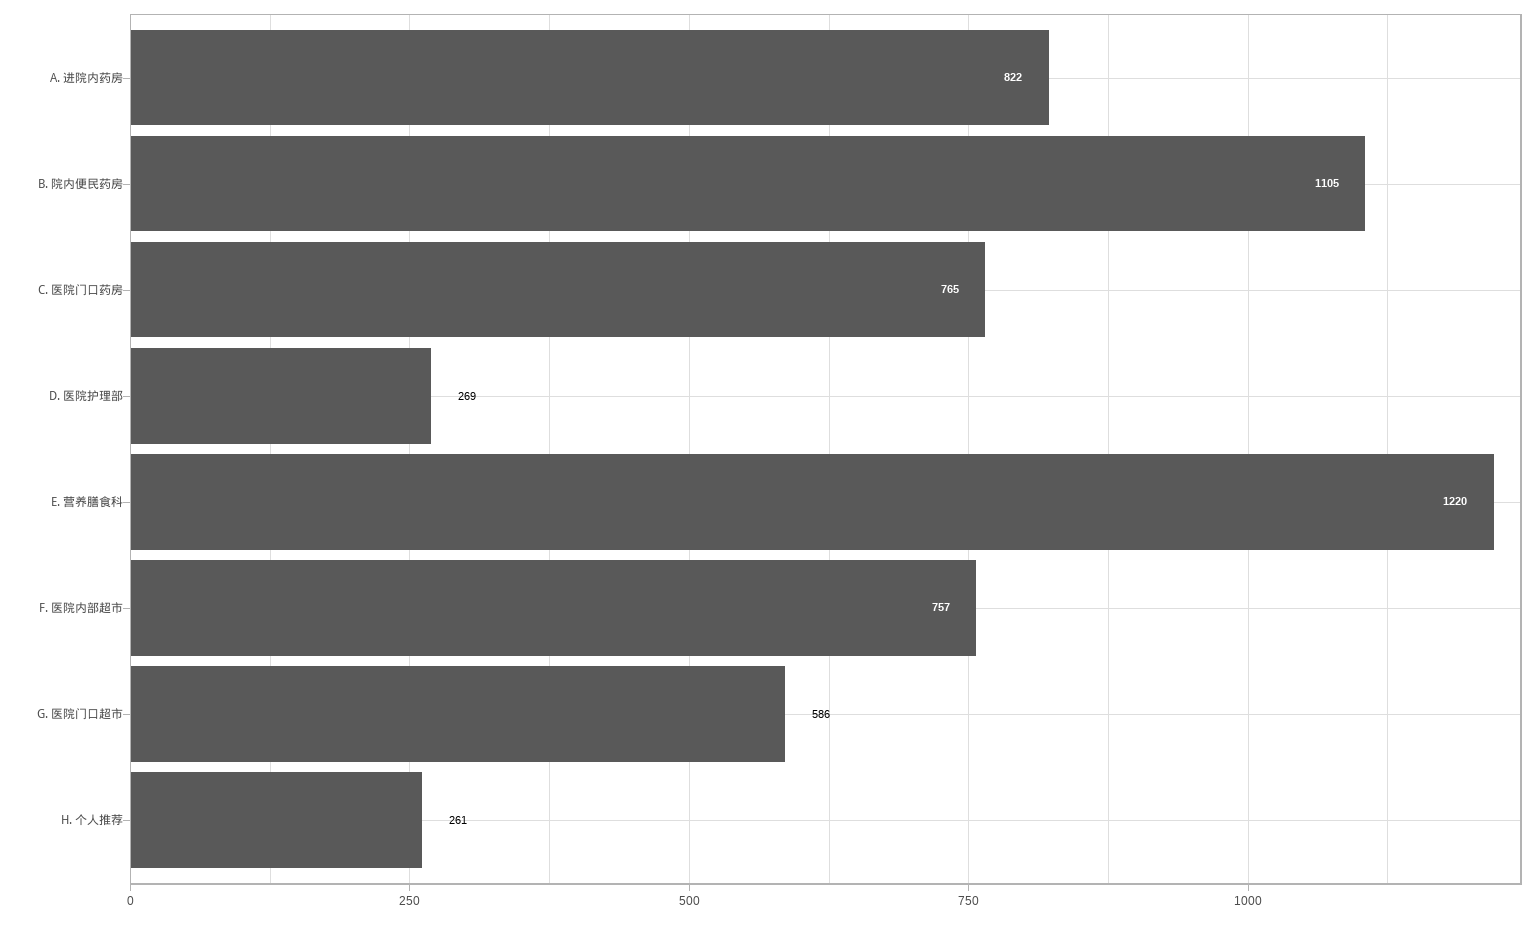 A. 进院内药房
822
B. 院内便民药房
1105
C. 医院门口药房
765
D. 医院护理部
269
E. 营养膳食科
1220
F. 医院内部超市
757
G. 医院门口超市
586
H. 个人推荐
261
0 250 500 750 1000